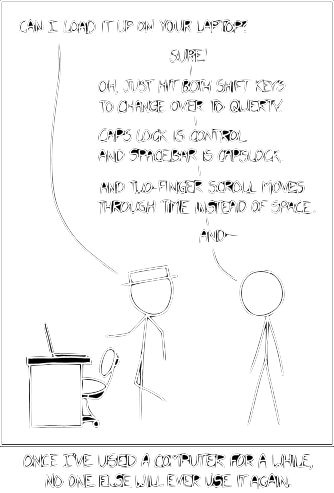 CAN I LOAD IT UP ON YOUR LAPTOP?
SURE!
OH, JUST HIT BOTH SHIFT KEYS
TO CHANGE OVER TO QWERTY.
CAPS LOCK IS CONTROL.
AND SPACEBAR IS CAPSLOCK.
AND TWO-FINGER SCROLL MOVES
THROUGH TIME INSTEAD OF SPACE.
AND—
ONCE I'VE USED A COMPUTER FOR A WHILE,
NO ONE ELSE WILL EVER USE IT AGAIN.